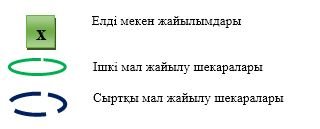 х Елді мекен жайылымдары
Ішкі мал жайылу шекаралары
Сыртқы мал жайылу шекаралары